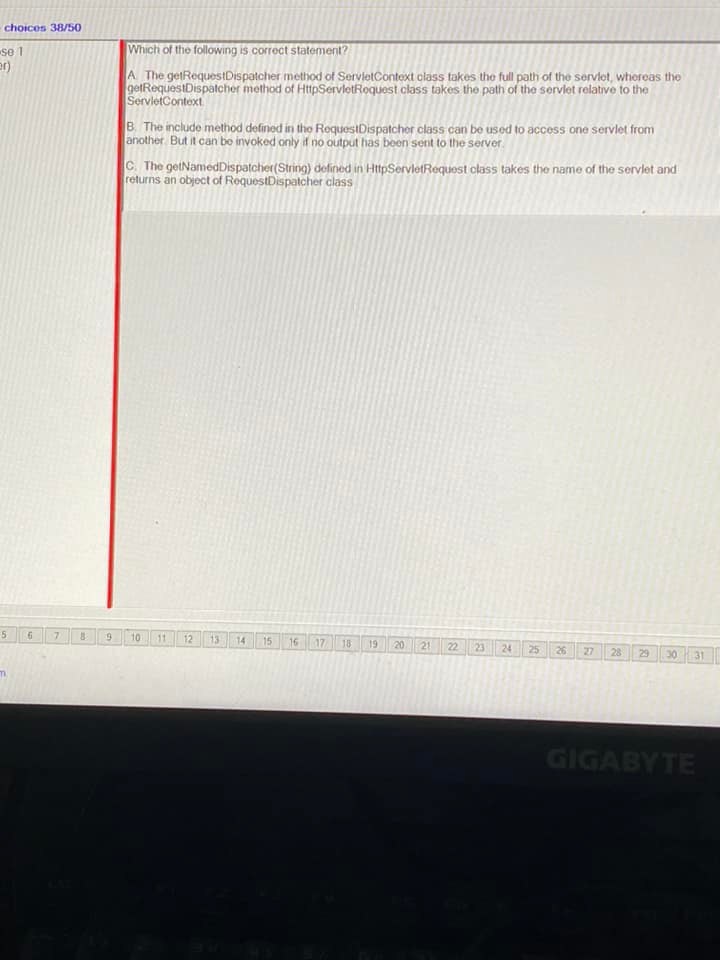 choices 38/50
se 1
er)
Which of the following is correct statement?
A. The getRequestDispatcher method of ServletContext class takes the full path of the servlet, whereas the
getRequestDispatcher method of HttpServletRequest class takes the path of the servlet relative to the
ServletContext.
B. The include method defined in the RequestDispatcher class can be used to access one servlet from
another. But it can be invoked only if no output has been sent to the server.
C. The getNamedDispatcher(String) defined in HttpServletRequest class takes the name of the servlet and
returns an object of RequestDispatcher class
5 6 7 8 9 10 11 12 13 14 15 16 17 18 19 20 21 22 23 24 25 26 27 28 29 30 31
m
GIGABYTE